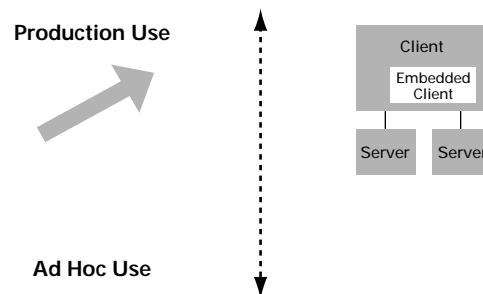 Production Use
Client
Embedded
Client
Server
Server
Ad Hoc Use